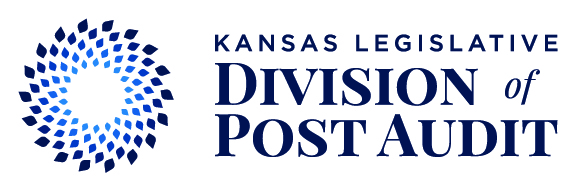 KANSAS LEGISLATIVE
DIVISION of
POST AUDIT